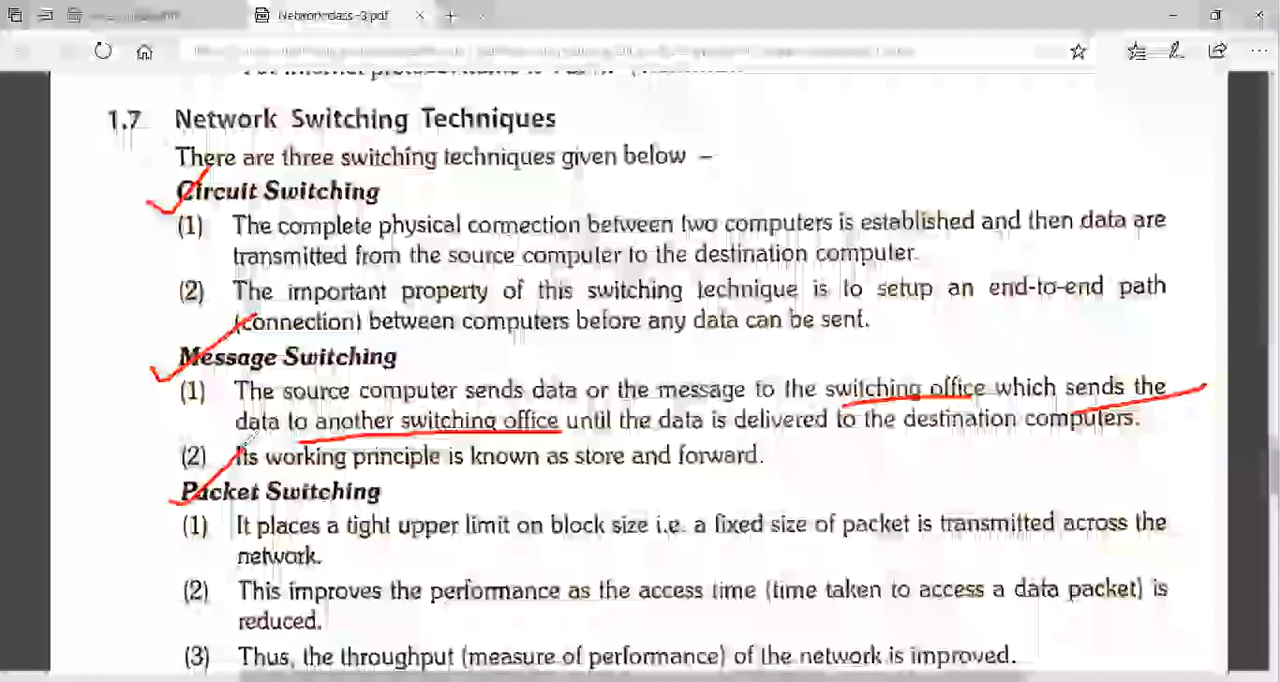 Network class -3.pdf
1.7 Network Switching Techniques
There are three switching techniques given below –
Circuit Switching
(1) The complete physical connection between two computers is established and then data are
transmitted from the source computer to the destination computer.
(2) The important property of this switching technique is to setup an end-to-end path
(connection) between computers before any data can be sent.
Message Switching
(1) The source computer sends data or the message to the switching office which sends the
data to another switching office until the data is delivered to the destination computers.
(2) Its working principle is known as store and forward.
Packet Switching
(1) It places a tight upper limit on block size i.e. a fixed size of packet is transmitted across the
network.
(2) This improves the performance as the access time (time taken to access a data packet) is
reduced.
(3) Thus, the throughput (measure of performance) of the network is improved.